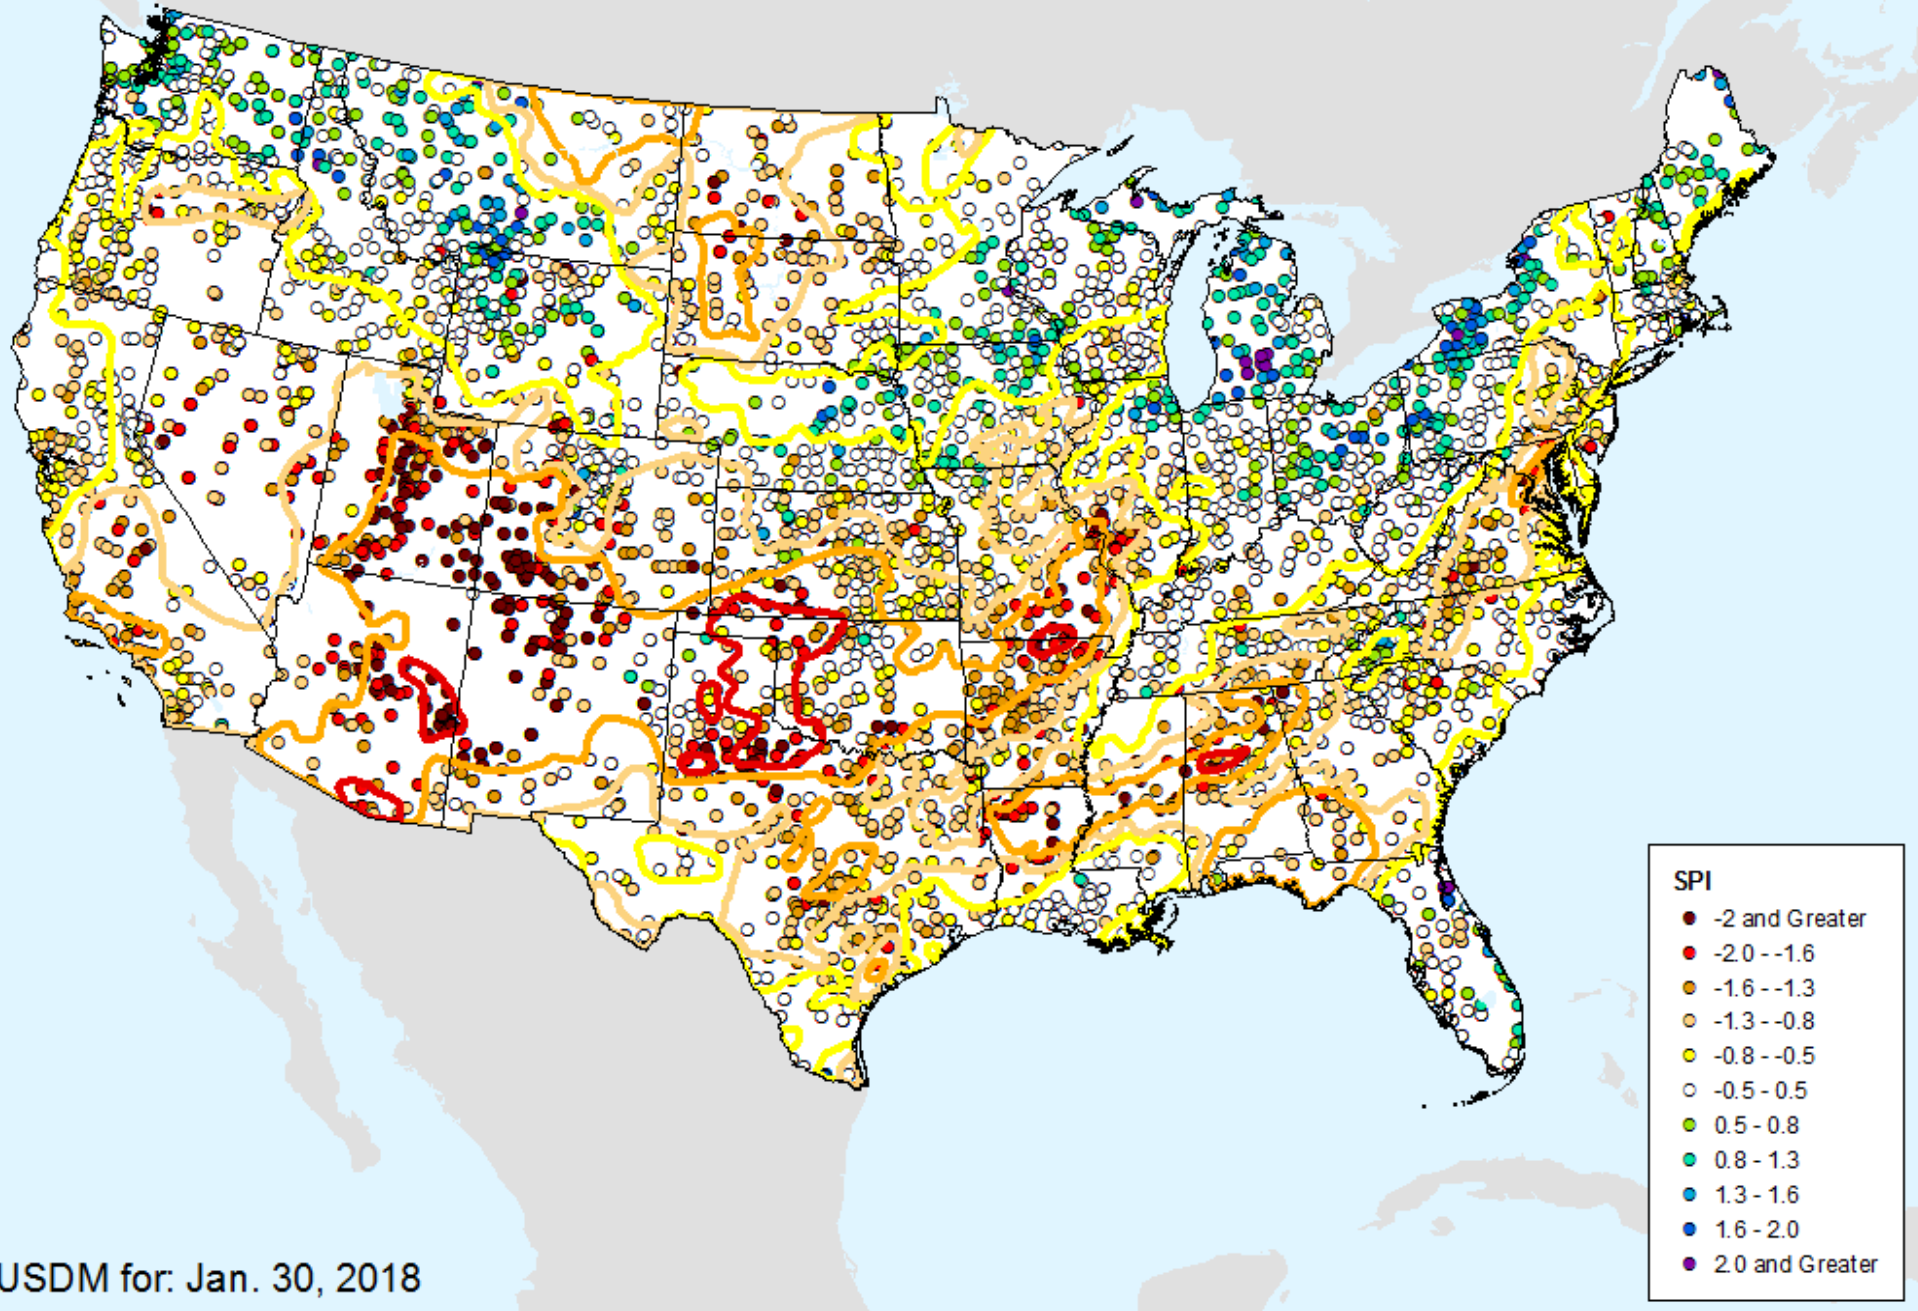 SPI
-2 and Greater
-2.0 - -1.6
-1.6 - -1.3
-1.3 - -0.8
-0.8 - -0.5
-0.5 - 0.5
0.5 - 0.8
0.8 - 1.3
1.3 - 1.6
1.6 - 2.0
2.0 and Greater
USDM for: Jan. 30, 2018